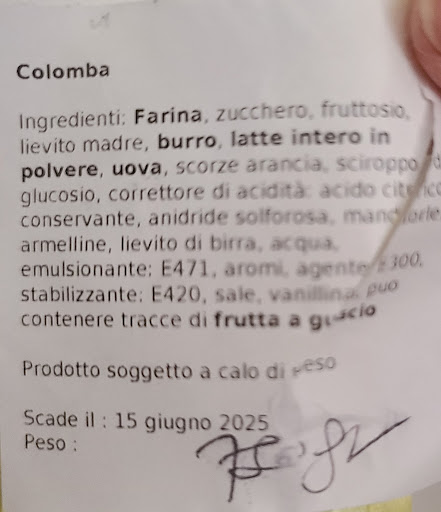 Colomba
Ingredienti: Farina, zucchero, fruttosio,
lievito madre, burro, latte intero in
polvere, uova, scorze arancia, sciroppo d
glucosio, correttore di acidità: acido citrico
conservante, anidride solforosa, mandorle
armelline, lievito di birra, acqua,
emulsionante: E471, aromi, agente E300,
stabilizzante: E420, sale, vanillina, può
contenere tracce di frutta a guscio
Prodotto soggetto a calo di peso
Scade il : 15 giugno 2025
Peso :